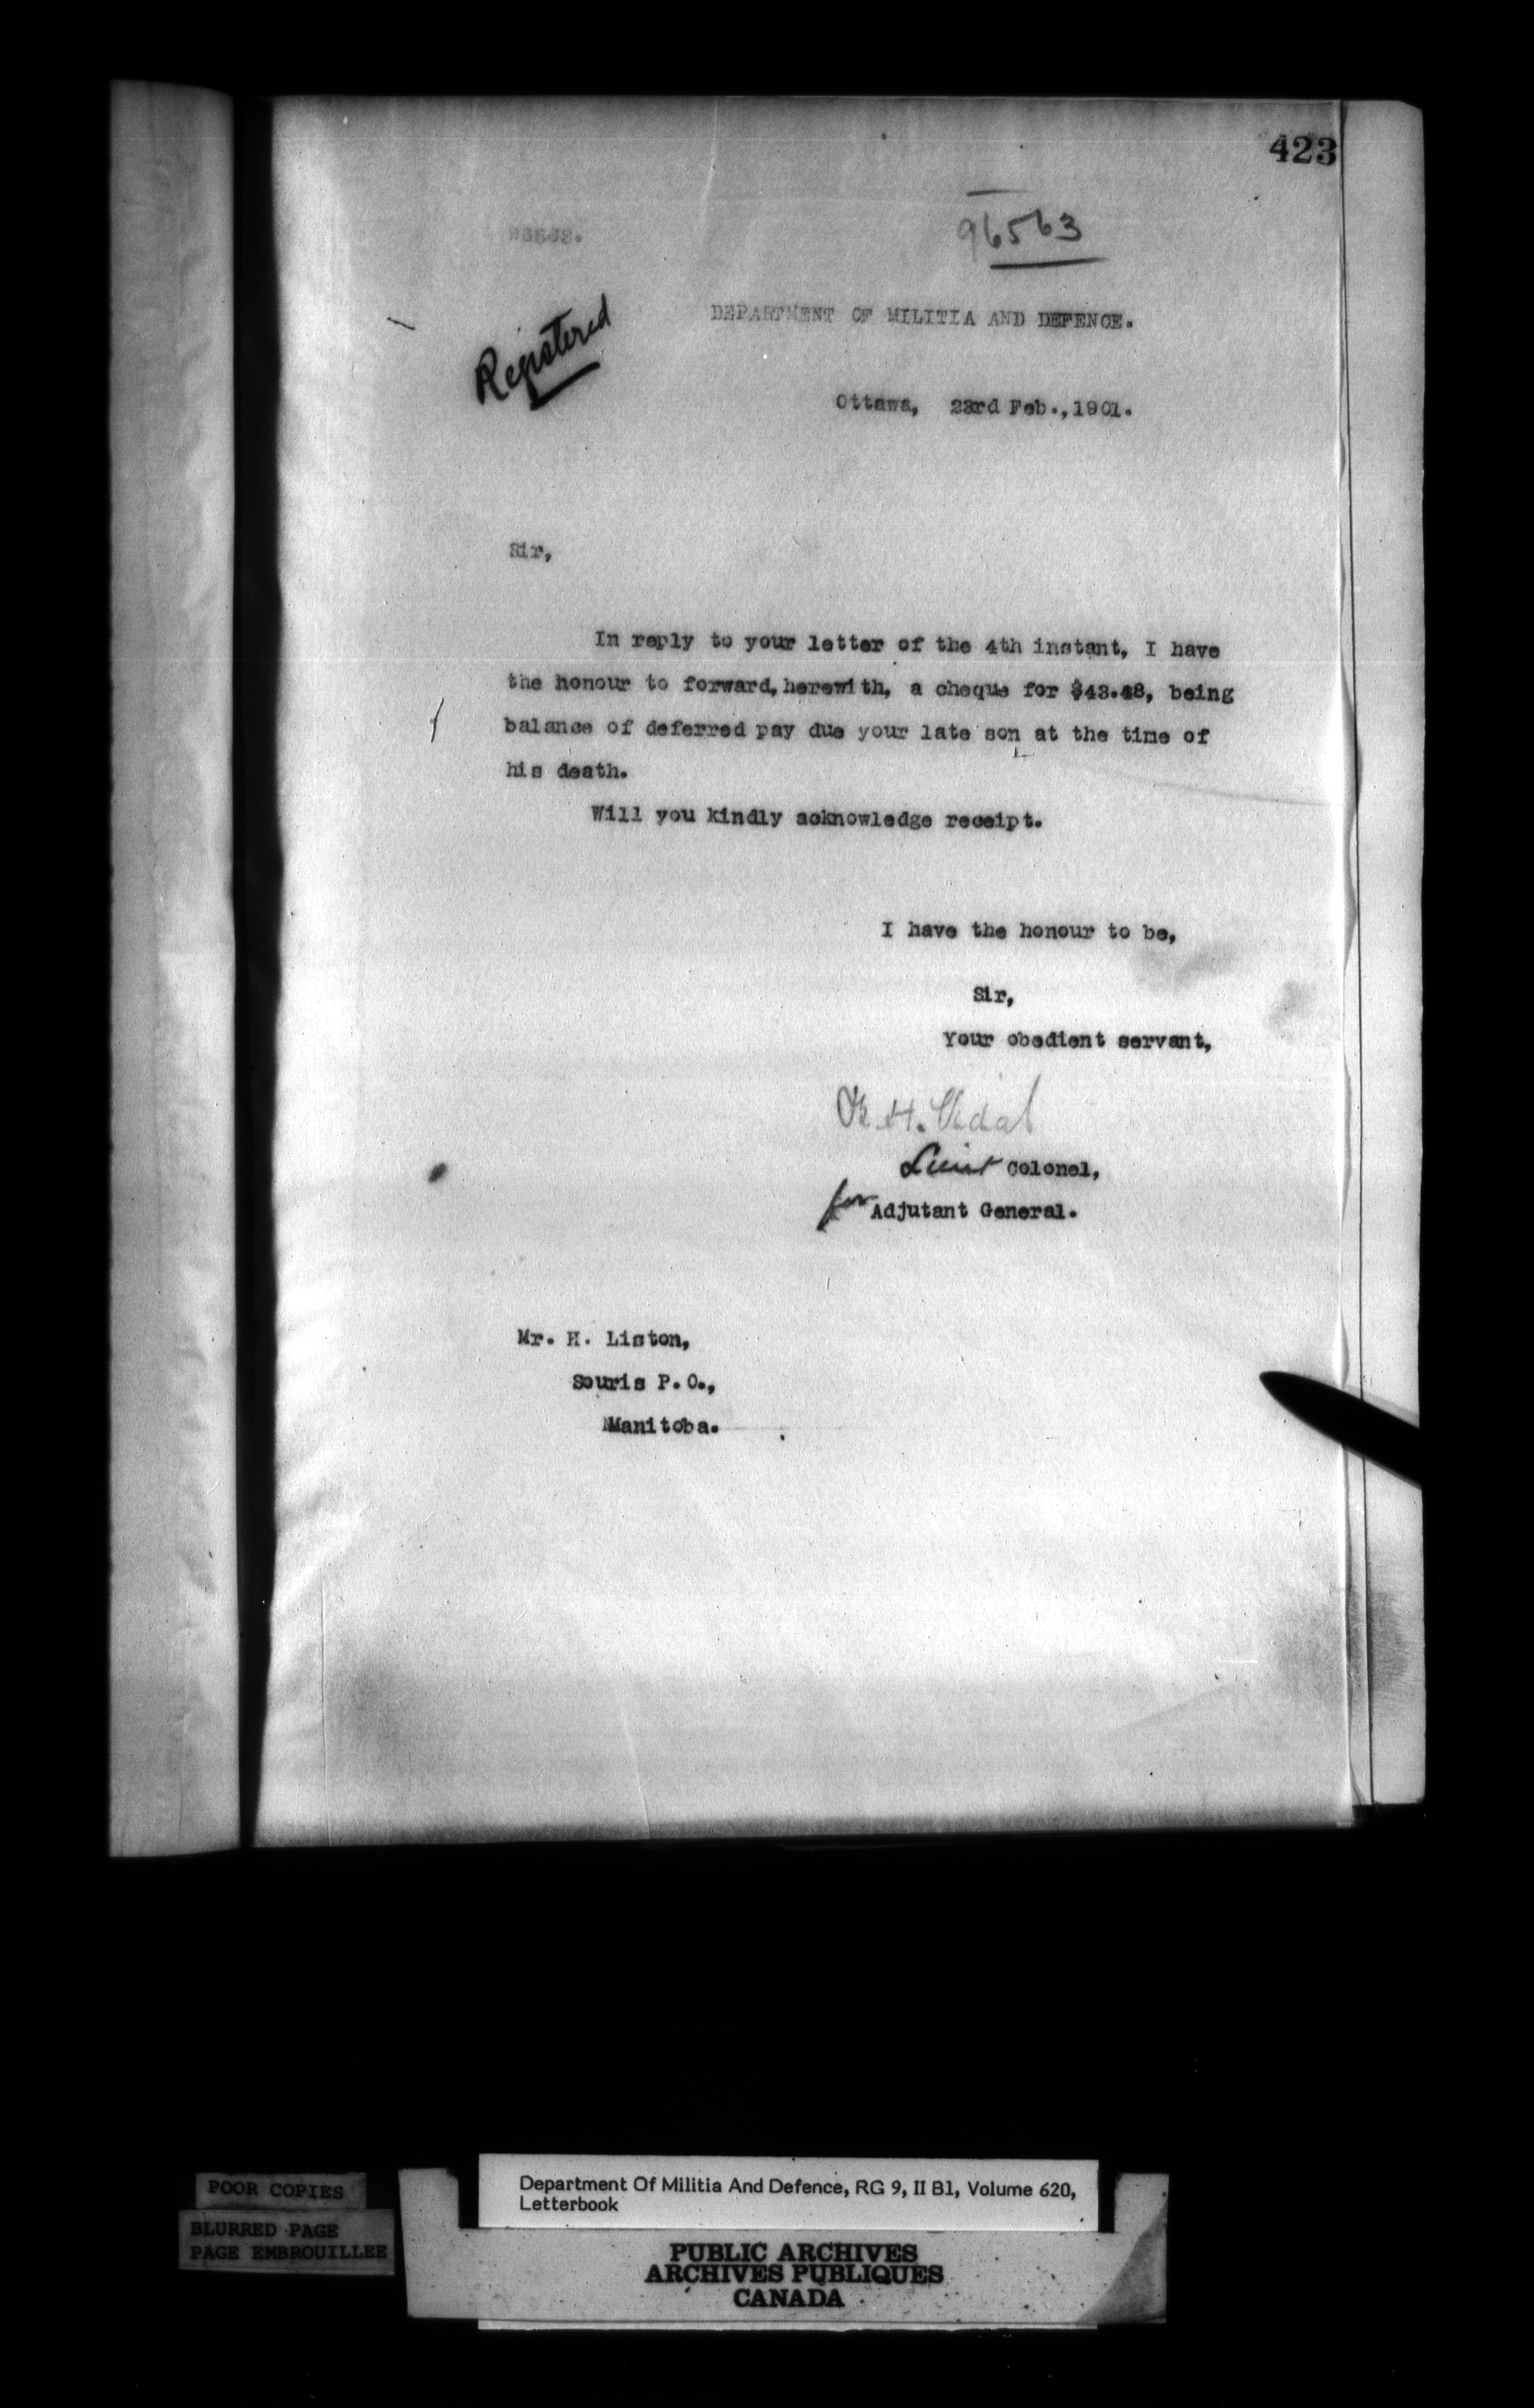 423
96563
Registered
DEPARTMENT OF MILITIA AND DEFENCE.
Ottawa, 23rd Feb.,1901.
Sir,
In reply to your letter of the 4th instant, I have
the honour to forward, herewith, a cheque for $43.48, being
balance of deferred pay due your late son at the time of
his death.
Will you kindly acknowledge receipt.
I have the honour to be,
Sir,
Your obedient servant,
B.H. Vidal
Lieut Colonel,
for Adjutant General.
Mr. H. Liston,
Souris P.O.,
Manitoba.
POOR COPIES
BLURRED PAGE
PAGE EMBROUILLEE
Department Of Militia And Defence, RG 9, II B1, Volume 620,
Letterbook
PUBLIC ARCHIVES
ARCHIVES PUBLIQUES
CANADA